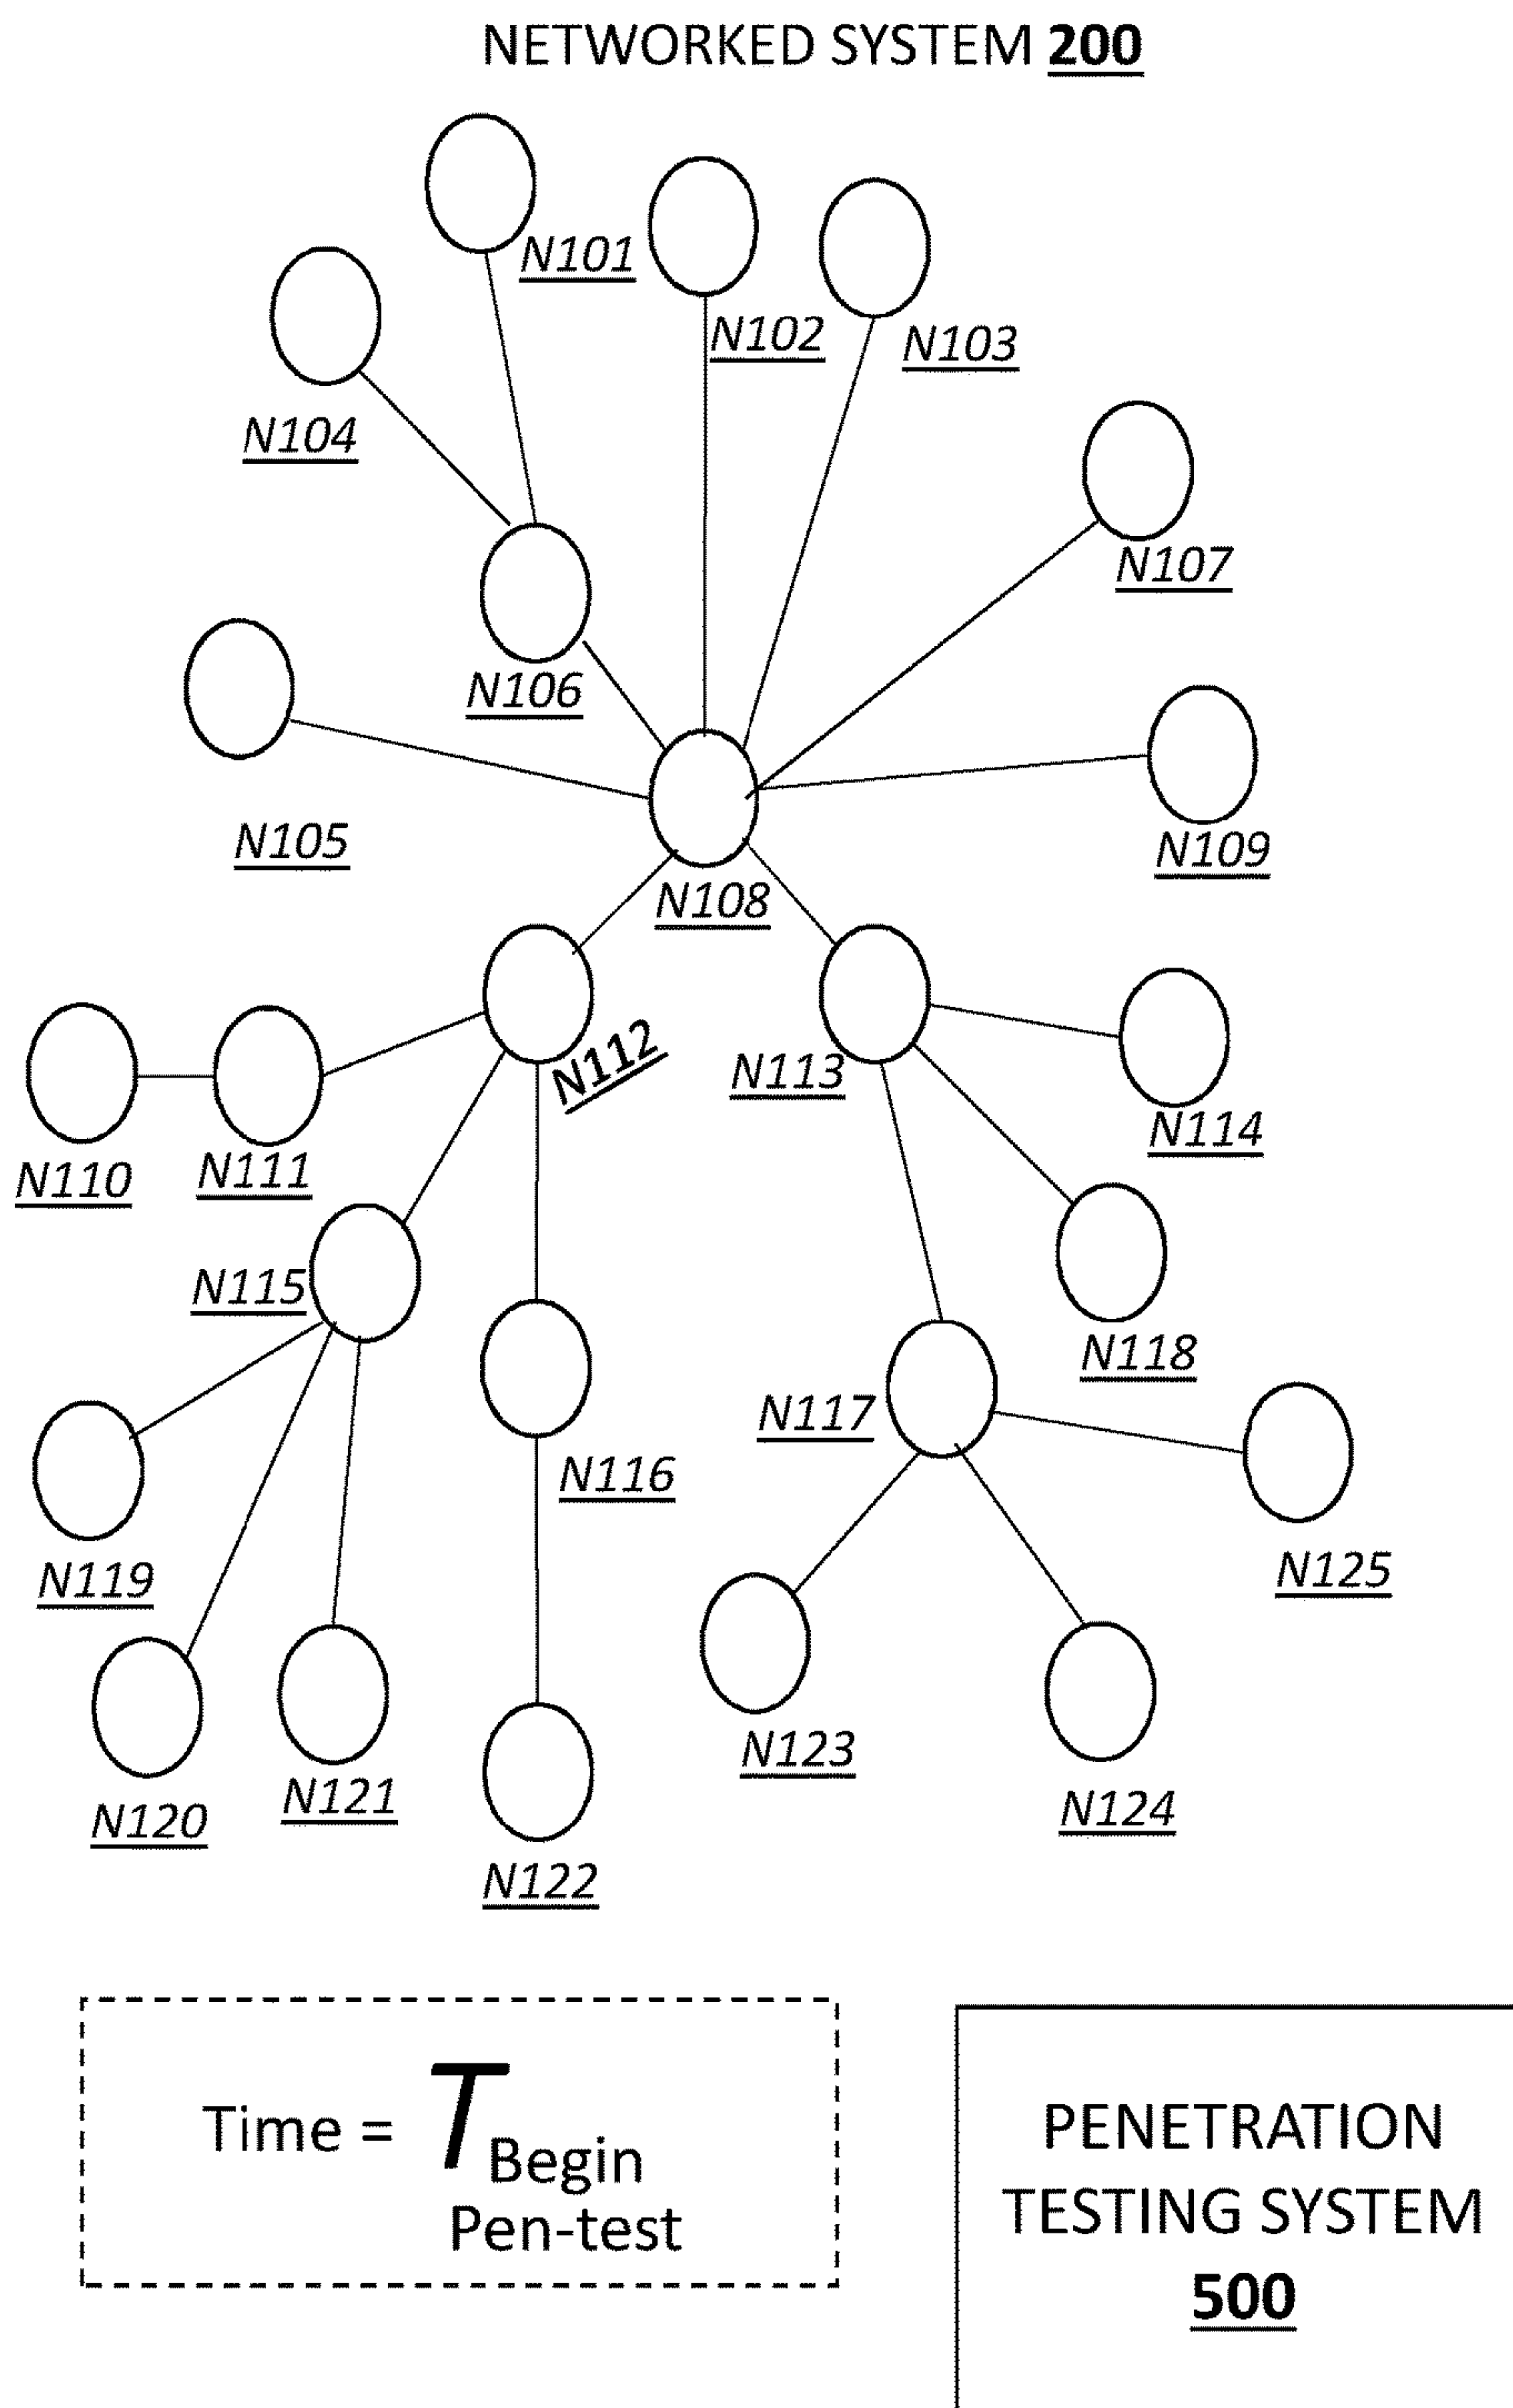 NETWORKED SYSTEM 200
N101
N102
N103
N104
N107
N106
N105
N109
N108
N112
N113
N114
N110
N111
N115
N118
N117
N116
N119
N125
N123
N121
N124
N120
N122
Time = T Begin
Pen-test
PENETRATION
TESTING SYSTEM
500